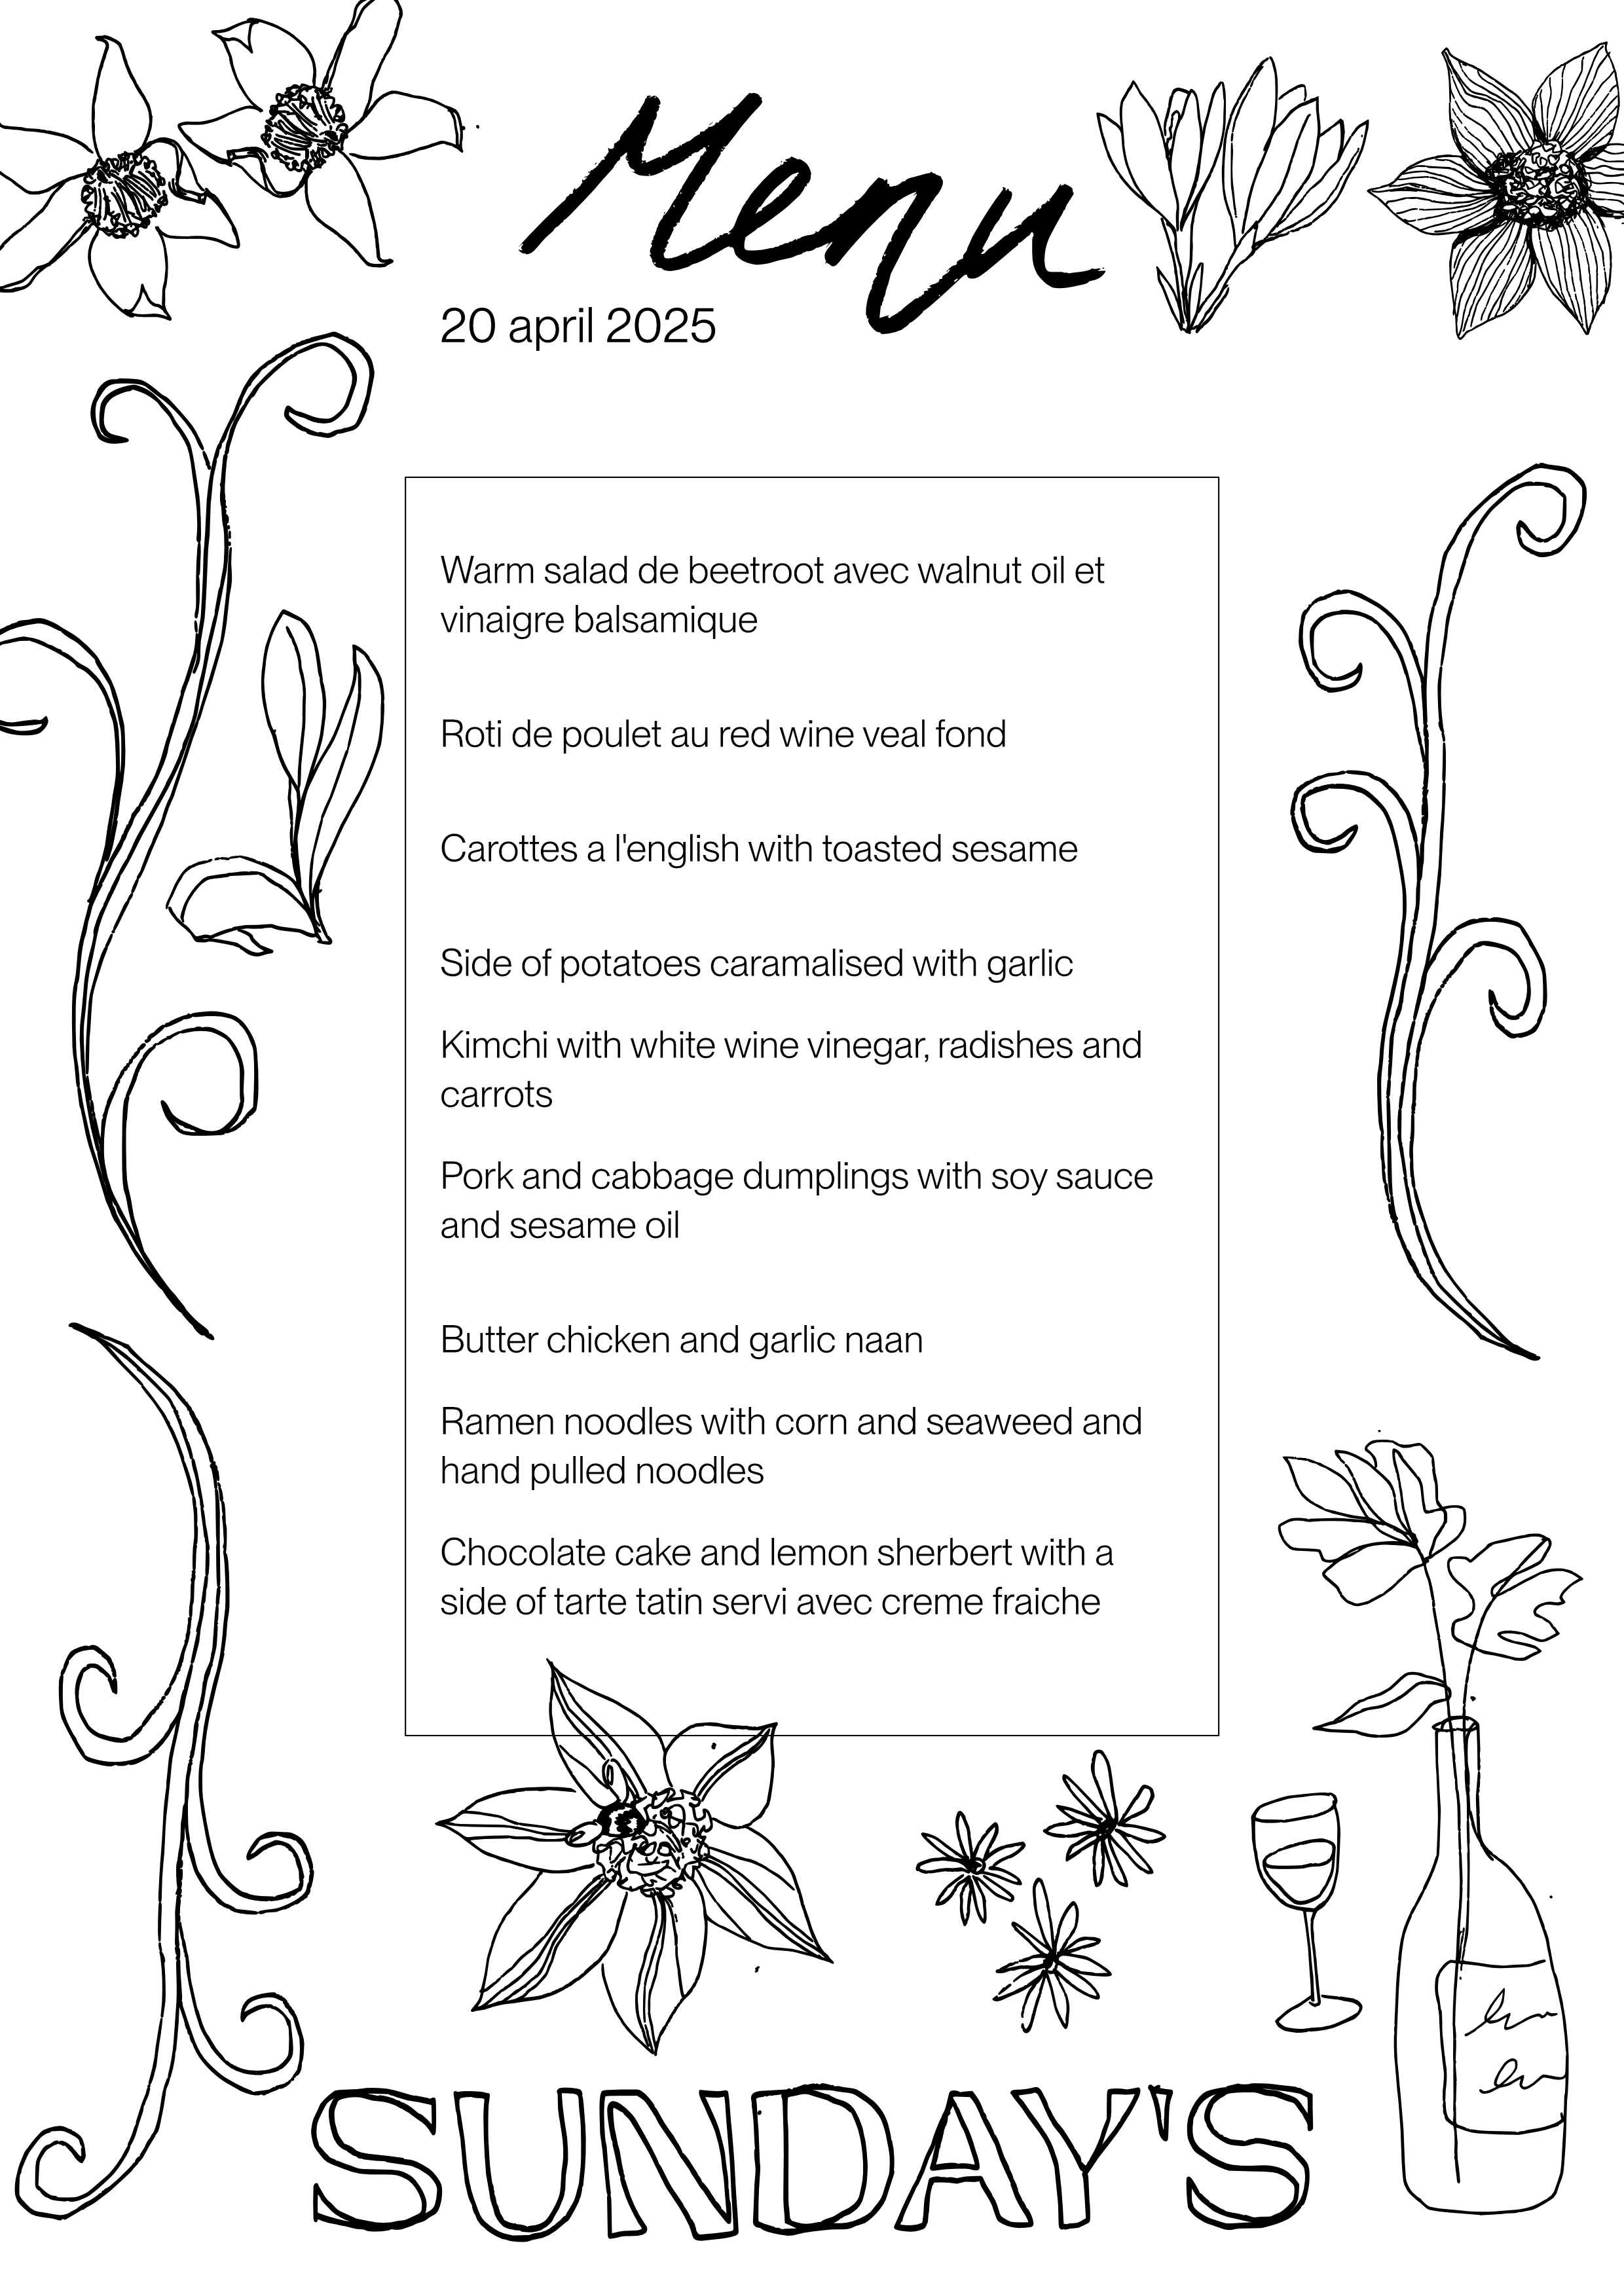 Menu
20 april 2025
Warm salad de beetroot avec walnut oil et
vinaigre balsamique
Roti de poulet au red wine veal fond
Carottes a l'english with toasted sesame
Side of potatoes caramalised with garlic
Kimchi with white wine vinegar, radishes and
carrots
Pork and cabbage dumplings with soy sauce
and sesame oil
Butter chicken and garlic naan
Ramen noodles with corn and seaweed and
hand pulled noodles
Chocolate cake and lemon sherbert with a
side of tarte tatin servi avec creme fraiche
SUNDAY'S